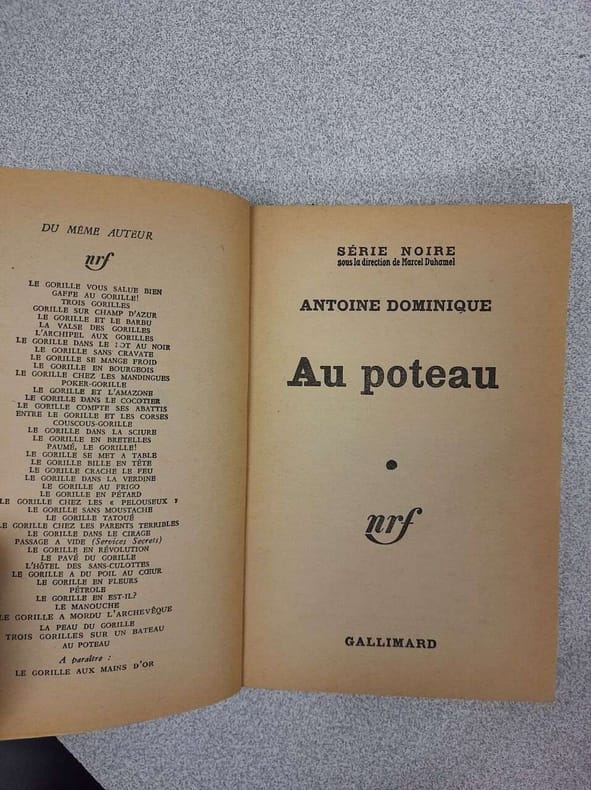 DU MÊME AUTEUR
nrf
LE GORILLE VOUS SALUE BIEN
GAFFE AU GORILLE!
TROIS GORILLES
GORILLE SUR CHAMP D'AZUR
LE GORILLE ET LE BARBU
LA VALSE DES GORILLES
L'ARCHIPEL AUX GORILLES
LE GORILLE DANS LE POT AU NOIR
LE GORILLE SANS CRAVATE
LE GORILLE SE MANGE FROID
LE GORILLE EN BOURGEOIS
LE GORILLE CHEZ LES MANDINGUES
POKER-GORILLE
LE GORILLE ET L'AMAZONE
LE GORILLE DANS LE COCOTIER
LE GORILLE COMPTE SES ABATTIS
ENTRE LE GORILLE ET LES CORSES
COUSCOUS-GORILLE
LE GORILLE DANS LA SCIURE
LE GORILLE EN BRETELLES
PAUMÉ, LE GORILLE!
LE GORILLE SE MET A TABLE
LE GORILLE BILLE EN TÊTE
LE GORILLE CRACHE LE FEU
LE GORILLE DANS LA VERDINE
LE GORILLE AU FRIGO
LE GORILLE EN PÉTARD
LE GORILLE CHEZ LES « PELOUSEUX »
LE GORILLE SANS MOUSTACHE
LE GORILLE TATOUÉ
LE GORILLE CHEZ LES PARENTS TERRIBLES
LE GORILLE DANS LE CIRAGE
PASSAGE A VIDE (Services Secrets)
LE GORILLE EN RÉVOLUTION
LE PAVÉ DU GORILLE
L'HÔTEL DES SANS-CULOTTES
LE GORILLE A DU POIL AU CŒUR
LE GORILLE EN FLEURS
PÉTROLE
LE GORILLE EN EST-IL?
LE MANOUCHE
LE GORILLE A MORDU L'ARCHEVÊQUE
LA PEAU DU GORILLE
TROIS GORILLES SUR UN BATEAU
AU POTEAU
A paraître :
LE GORILLE AUX MAINS D'OR
SÉRIE NOIRE
sous la direction de Marcel Duhamel
ANTOINE DOMINIQUE
Au poteau
nrf
GALLIMARD